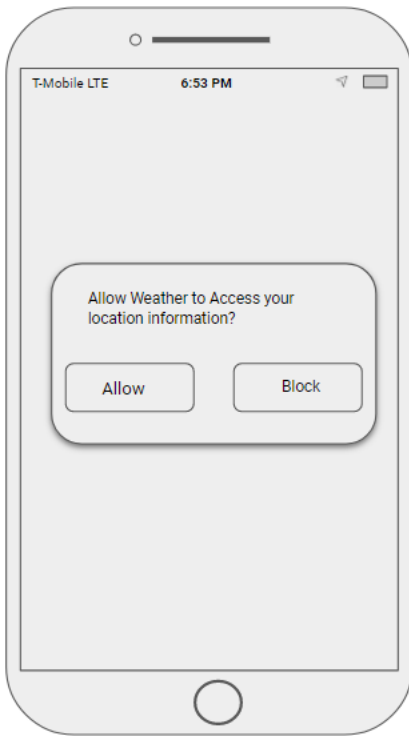 T-Mobile LTE 6:53 PM
Allow Weather to Access your
location information?
Allow Block